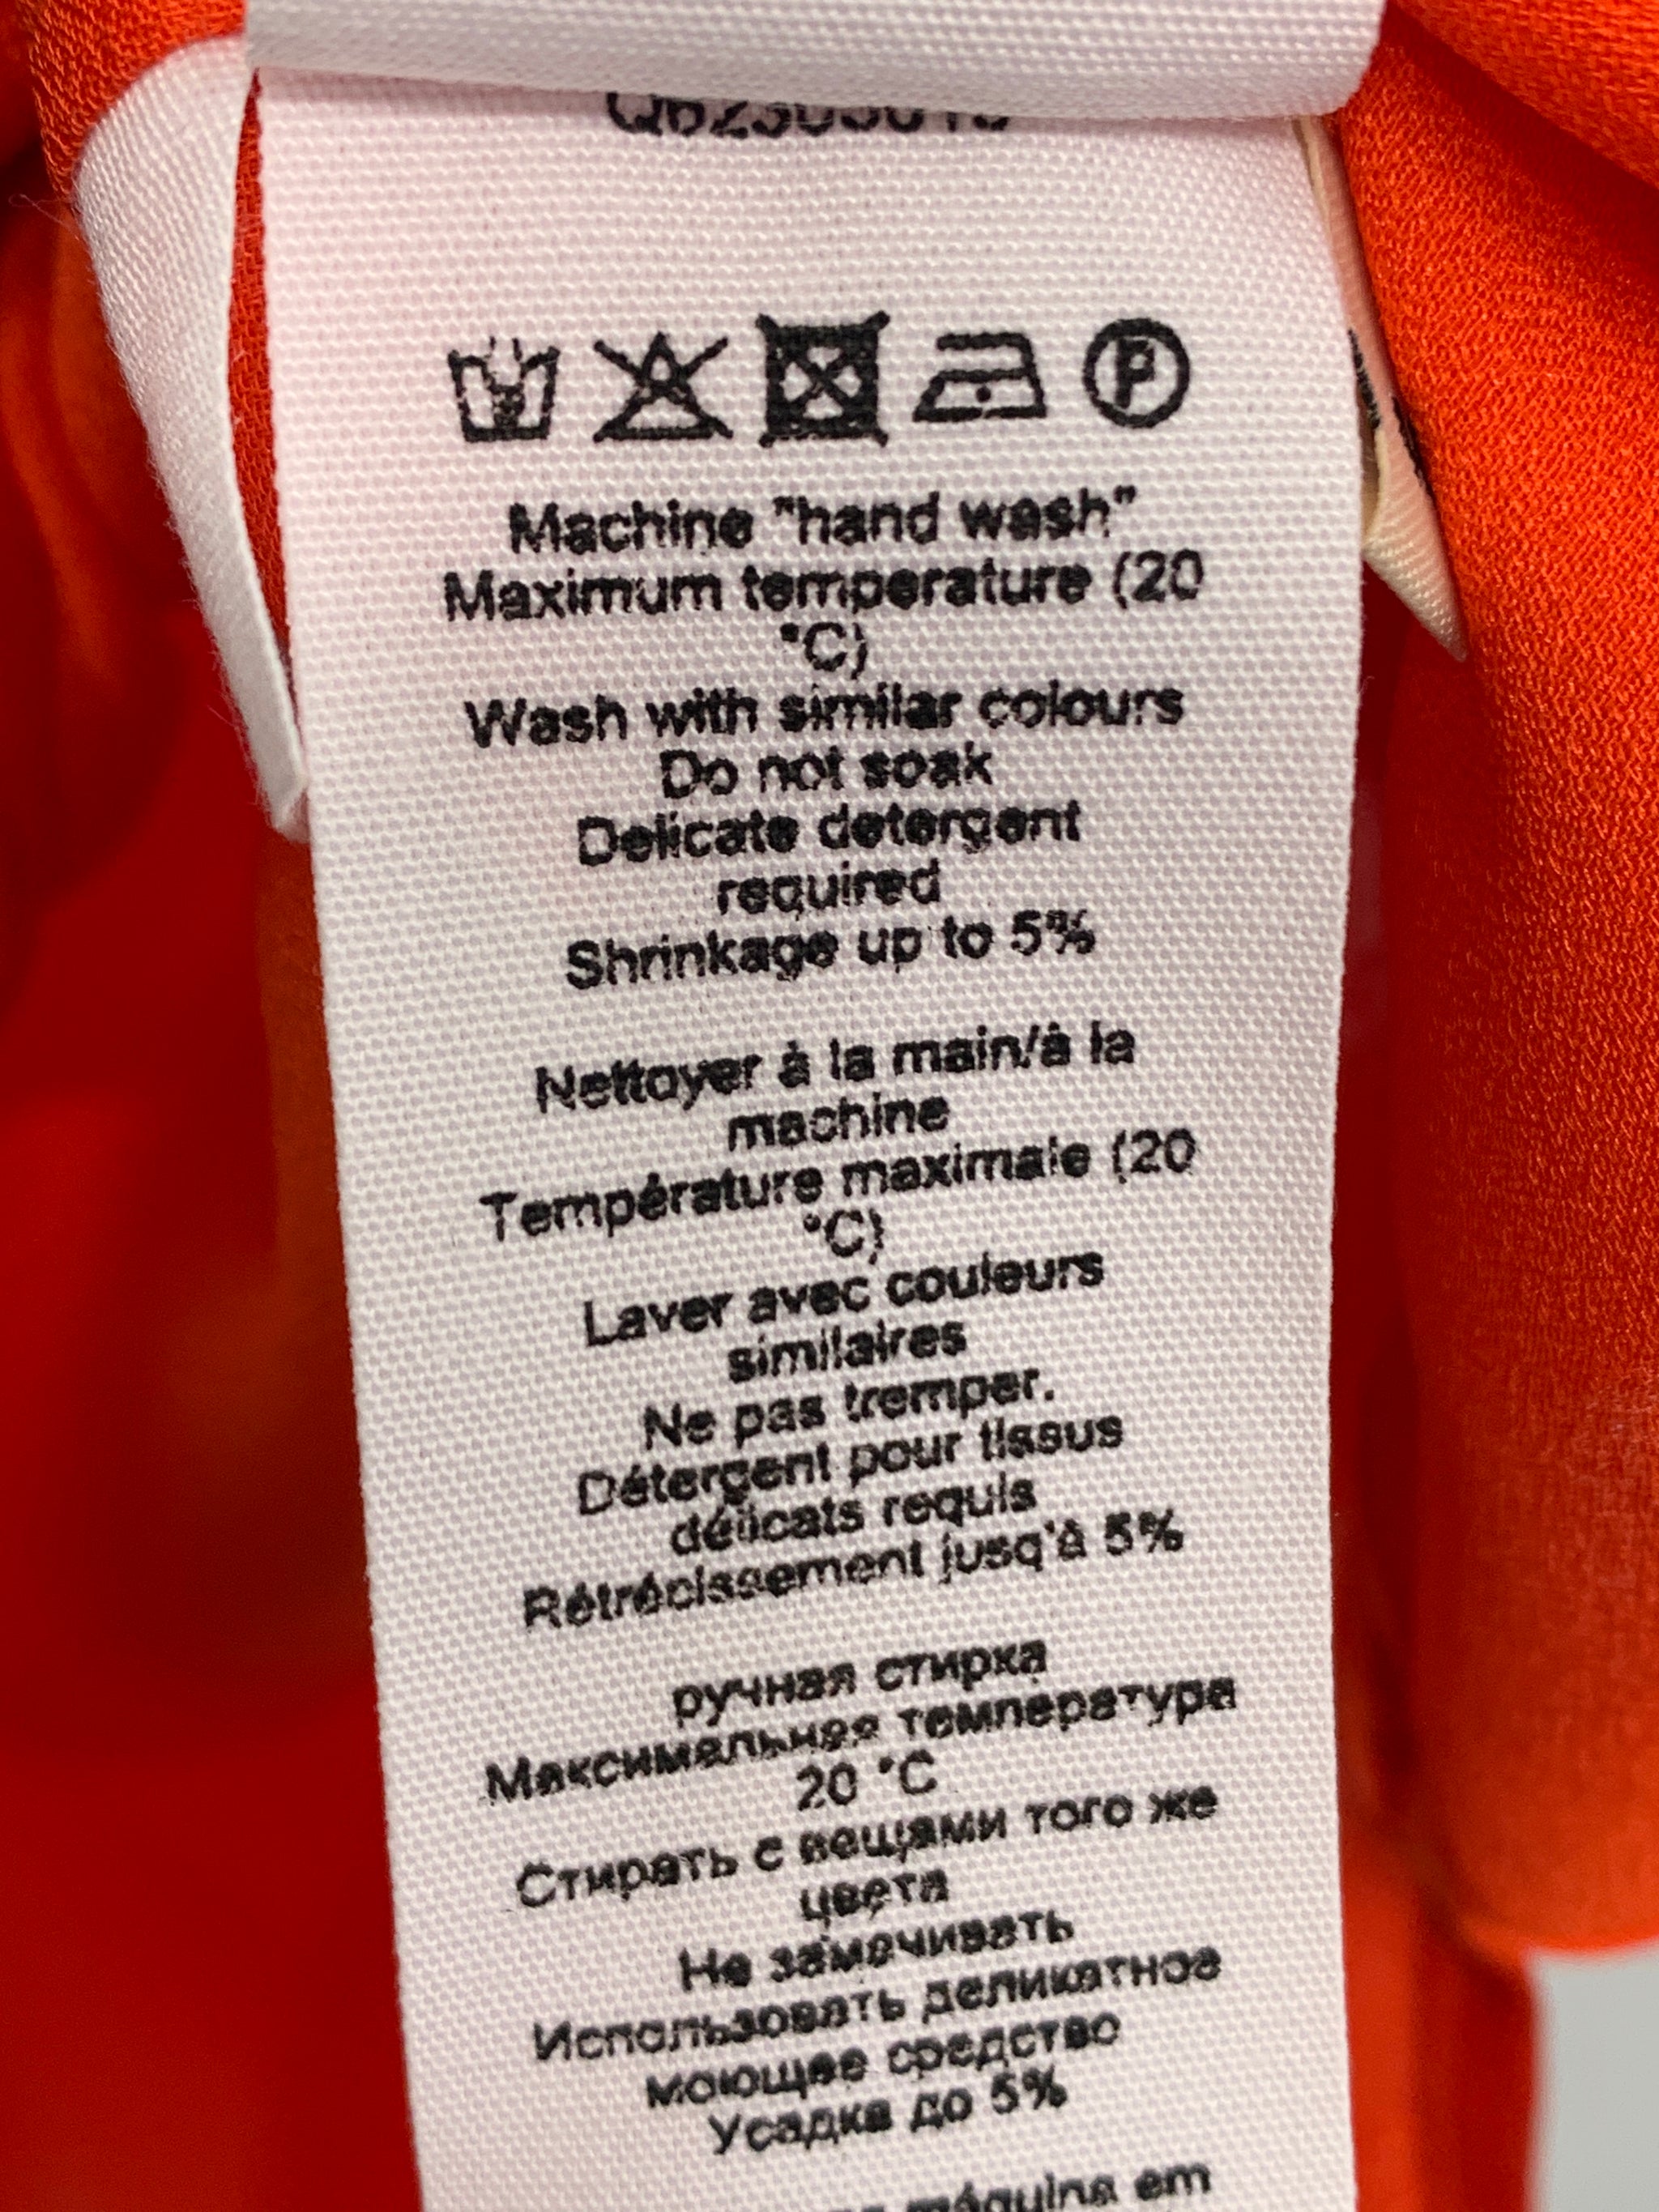 P
Machine "hand wash"
Maximum temperature (20
°C)
Wash with similar colours
Do not soak
Delicate detergent
required
Shrinkage up to 5%
Nettoyer à la main/à la
machine
Température maximale (20
°C)
Laver avec couleurs
similaires
Ne pas tremper.
Détergent pour tissus
délicats requis
Rétrécissement jusq'à 5%
ручная стирка
Максимальная температура
20 °C
Стирать с вещами того же
цвета
Не замачивать
Использовать деликатное
моющее средство
Усадка до 5%
máquina em